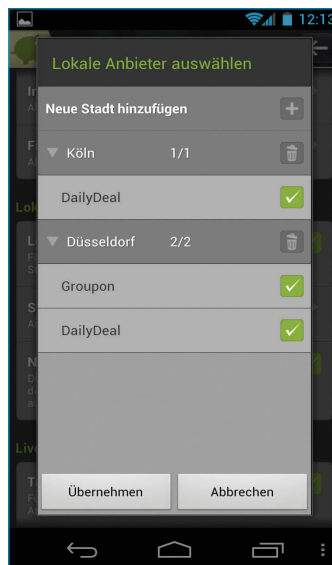 12:13
Lokale Anbieter auswählen
Neue Stadt hinzufügen
Köln 1/1
DailyDeal
Düsseldorf 2/2
Groupon
DailyDeal
Übernehmen Abbrechen